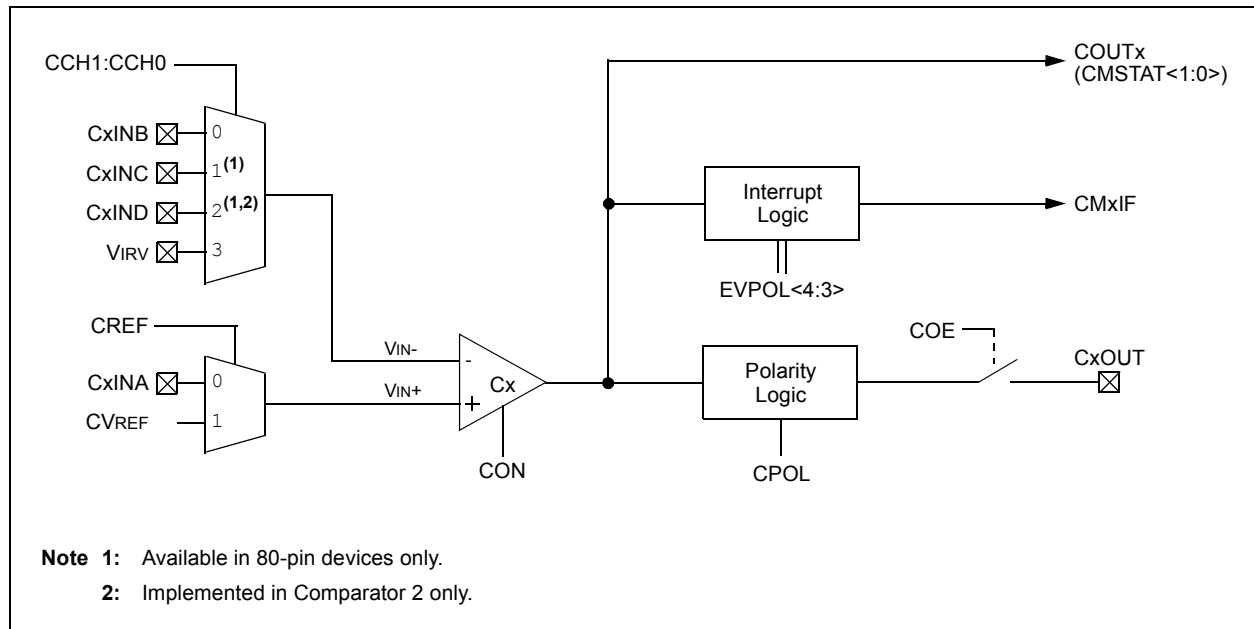 CCH1:CCH0
COUTx
(CMSTAT<1:0>)
CxINB
0
CxINC
1(1)
CxIND
2(1,2)
VIRV
3
Interrupt
Logic
CMxIF
EVPOL<4:3>
CREF
CxINA
0
CVREF
1
VIN-
VIN+
-
+
Cx
CON
Polarity
Logic
CPOL
COE
CxOUT
Note 1: Available in 80-pin devices only.
2: Implemented in Comparator 2 only.